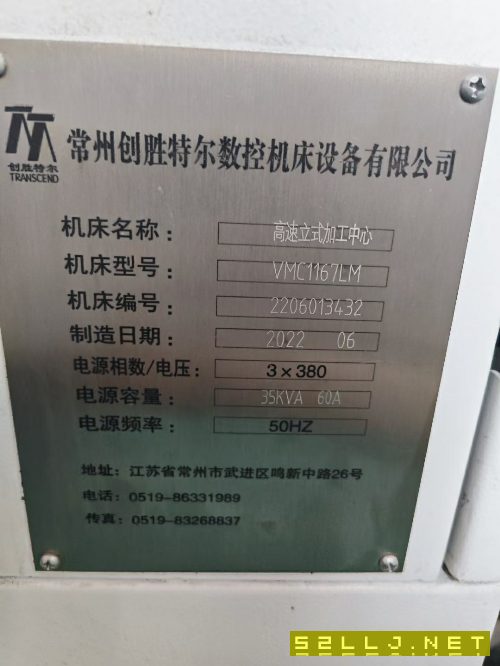 创胜特尔
TRANSCEND
常州创胜特尔数控机床设备有限公司
机床名称： 高速立式加工中心
机床型号： VMC1167LM
机床编号： 2206013432
制造日期： 2022 06
电源相数/电压： 3×380
电源容量： 35KVA 60A
电源频率： 50HZ
地址：江苏省常州市武进区鸣新中路26号
电话：0519-86331989
传真：0519-83268837
52LLJ.NET